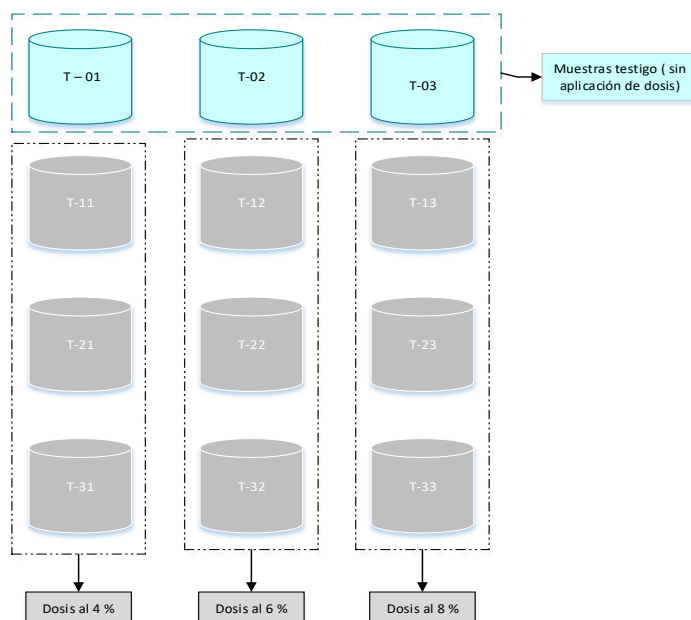 T – 01
T-02
T-03
Muestras testigo ( sin
aplicación de dosis)
T-11
T-12
T-13
T-21
T-22
T-23
T-31
T-32
T-33
Dosis al 4 %
Dosis al 6 %
Dosis al 8 %